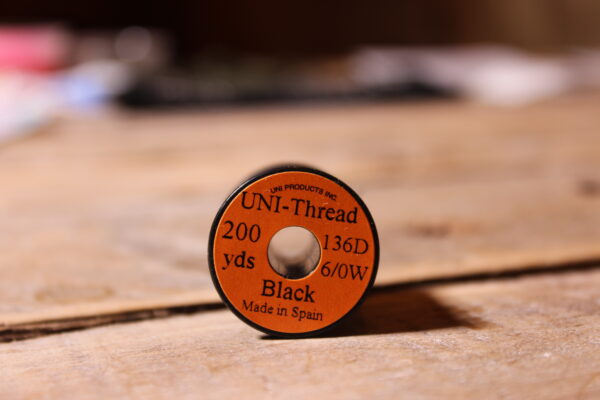 UNI PRODUCTS INC.
UNI-Thread
200 yds
136D
6/0W
Black
Made in Spain